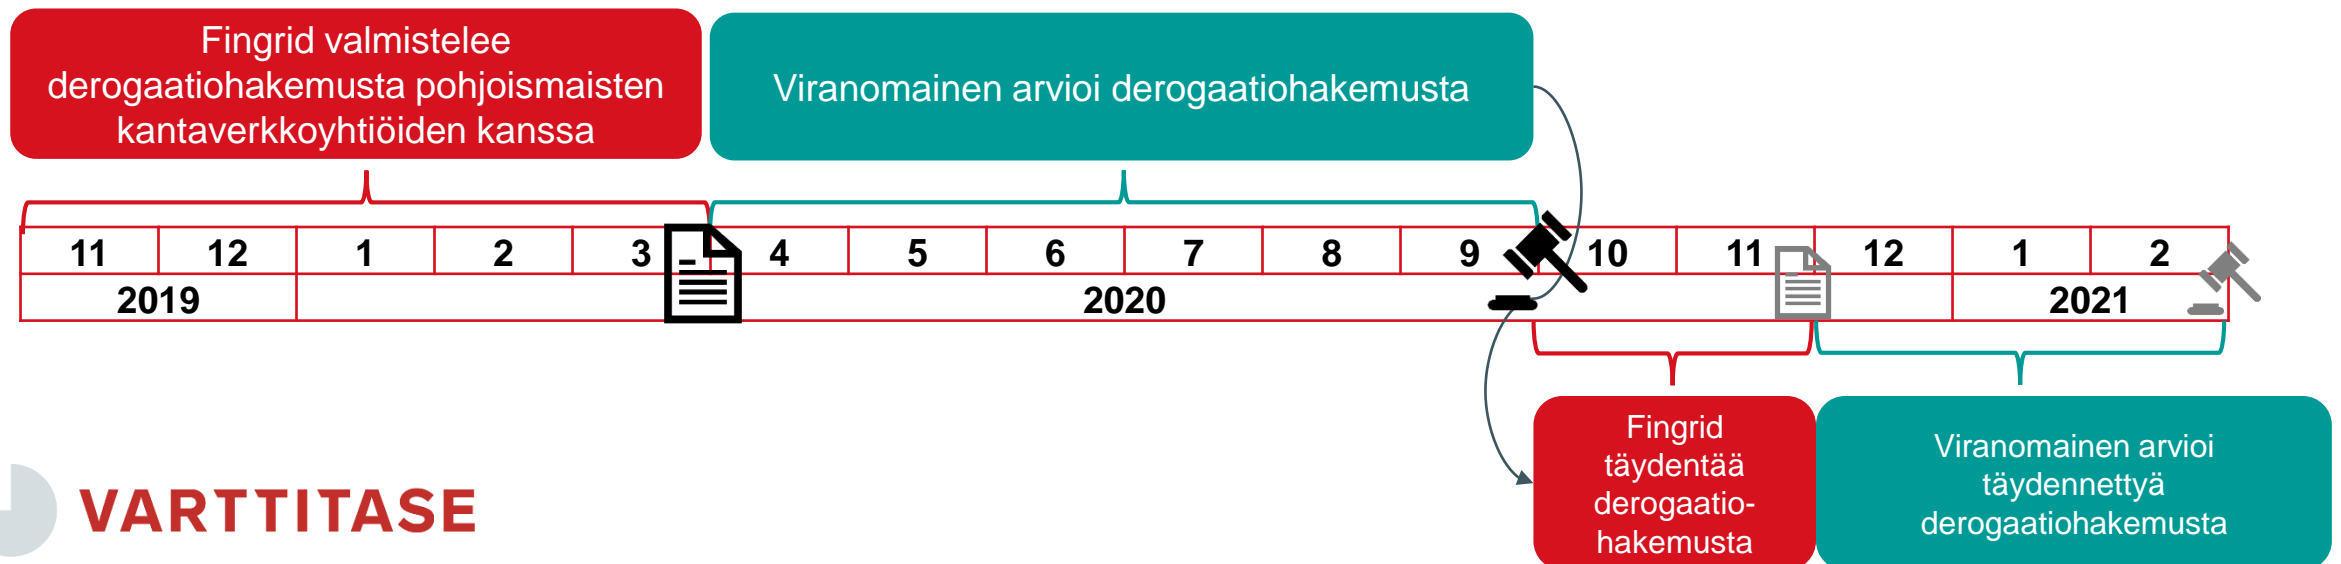 Fingrid valmistelee
derogaatiohakemusta pohjoismaisten
kantaverkkoyhtiöiden kanssa
Viranomainen arvioi derogaatiohakemusta
11 12 1 2 3 4 5 6 7 8 9 10 11 12 1 2
2019 2020 2021
Fingrid
täydentää
derogaatio-
hakemusta
Viranomainen arvioi
täydennettyä
derogaatiohakemusta
VARTTITASE